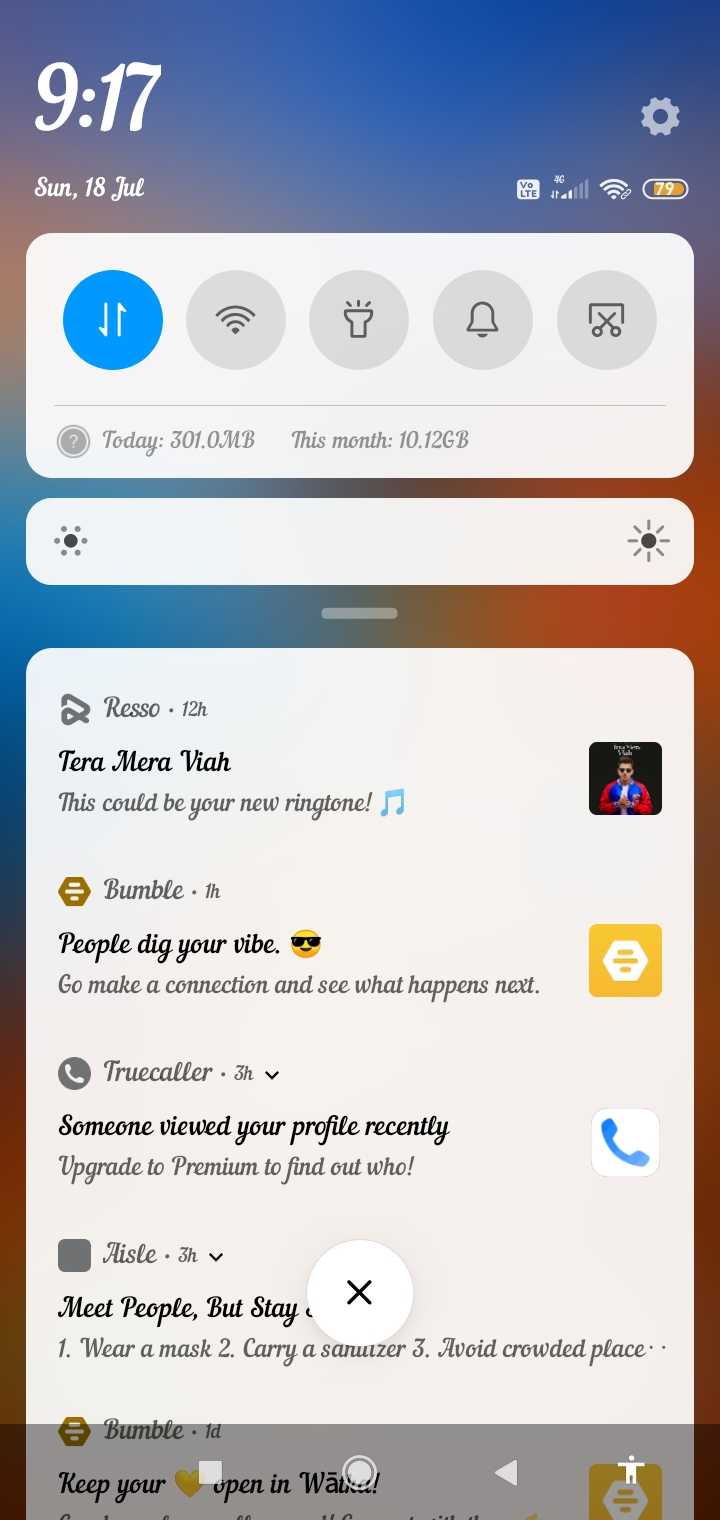 9:17
Sun, 18 Jul
Vo LTE 4G 79
Today: 301.0MB This month: 10.12GB
Resso · 12h
Tera Mera Viah
This could be your new ringtone! 🎵
Bumble · 1h
People dig your vibe. 😎
Go make a connection and see what happens next.
Truecaller · 3h
Someone viewed your profile recently
Upgrade to Premium to find out who!
Aisle · 3h
Meet People, But Stay
1. Wear a mask 2. Carry a sanitizer 3. Avoid crowded place··
Bumble · 1d
Keep your 💛 open in Wātka!